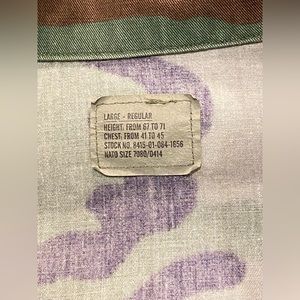 LARGE - REGULAR
HEIGHT: FROM 67 TO 71
CHEST: FROM 41 TO 45
STOCK NO. 8415-01-084-1656
NATO SIZE 7080/0414